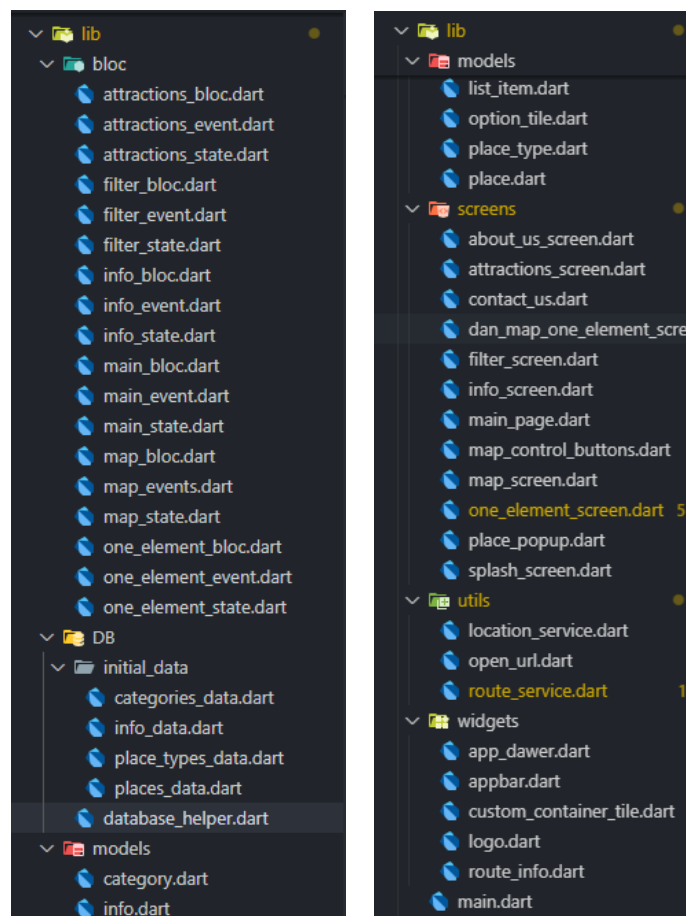 lib
bloc
attractions_bloc.dart
attractions_event.dart
attractions_state.dart
filter_bloc.dart
filter_event.dart
filter_state.dart
info_bloc.dart
info_event.dart
info_state.dart
main_bloc.dart
main_event.dart
main_state.dart
map_bloc.dart
map_events.dart
map_state.dart
one_element_bloc.dart
one_element_event.dart
one_element_state.dart
DB
initial_data
categories_data.dart
info_data.dart
place_types_data.dart
places_data.dart
database_helper.dart
models
category.dart
info.dart
lib
models
list_item.dart
option_tile.dart
place_type.dart
place.dart
screens
about_us_screen.dart
attractions_screen.dart
contact_us.dart
dan_map_one_element_scre
filter_screen.dart
info_screen.dart
main_page.dart
map_control_buttons.dart
map_screen.dart
one_element_screen.dart 5
place_popup.dart
splash_screen.dart
utils
location_service.dart
open_url.dart
route_service.dart 1
widgets
app_dawer.dart
appbar.dart
custom_container_tile.dart
logo.dart
route_info.dart
main.dart